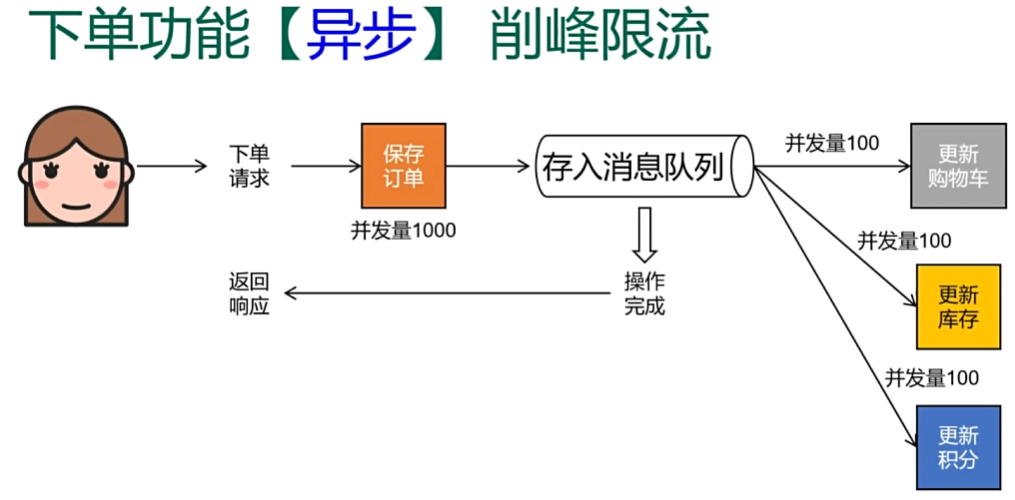 下单功能【异步】 削峰限流
下单
请求
保存
订单
并发量1000
存入消息队列
并发量100
更新
购物车
并发量100
更新
库存
并发量100
更新
积分
操作
完成
返回
响应